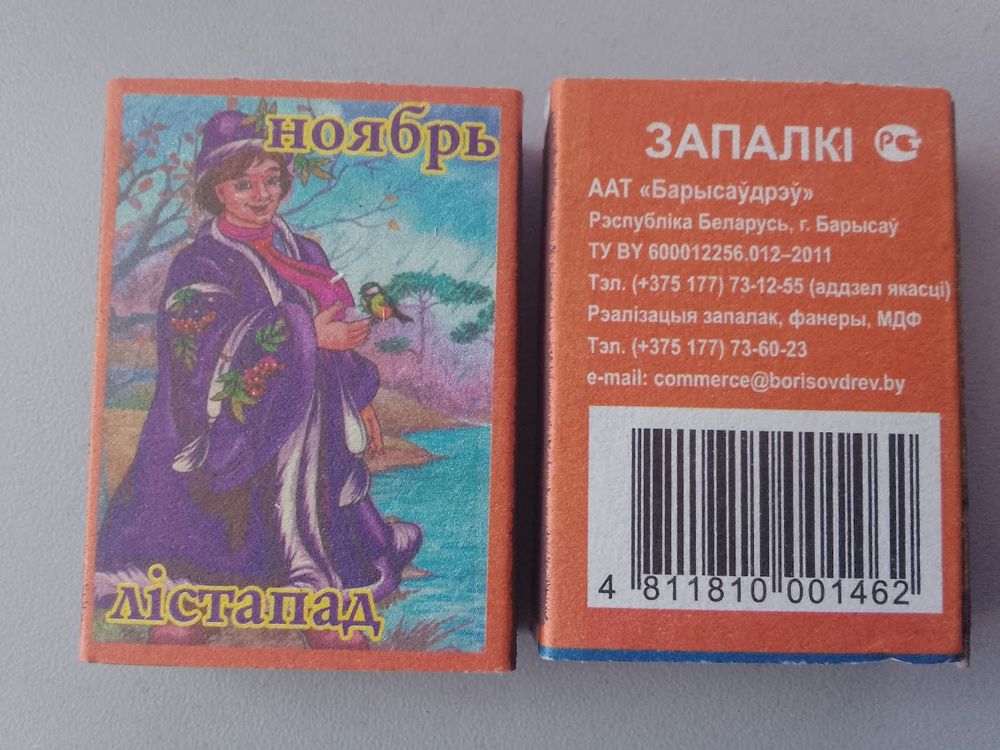 ноябрь
лістапад
ЗАПАЛКІ
ААТ «Барысаўдрэў»
Рэспубліка Беларусь, г. Барысаў
ТУ BY 600012256.012–2011
Тэл. (+375 177) 73-12-55 (аддзел якасці)
Рэалізацыя запалак, фанеры, МДФ
Тэл. (+375 177) 73-60-23
e-mail: commerce@borisovdrev.by
4 811810 001462